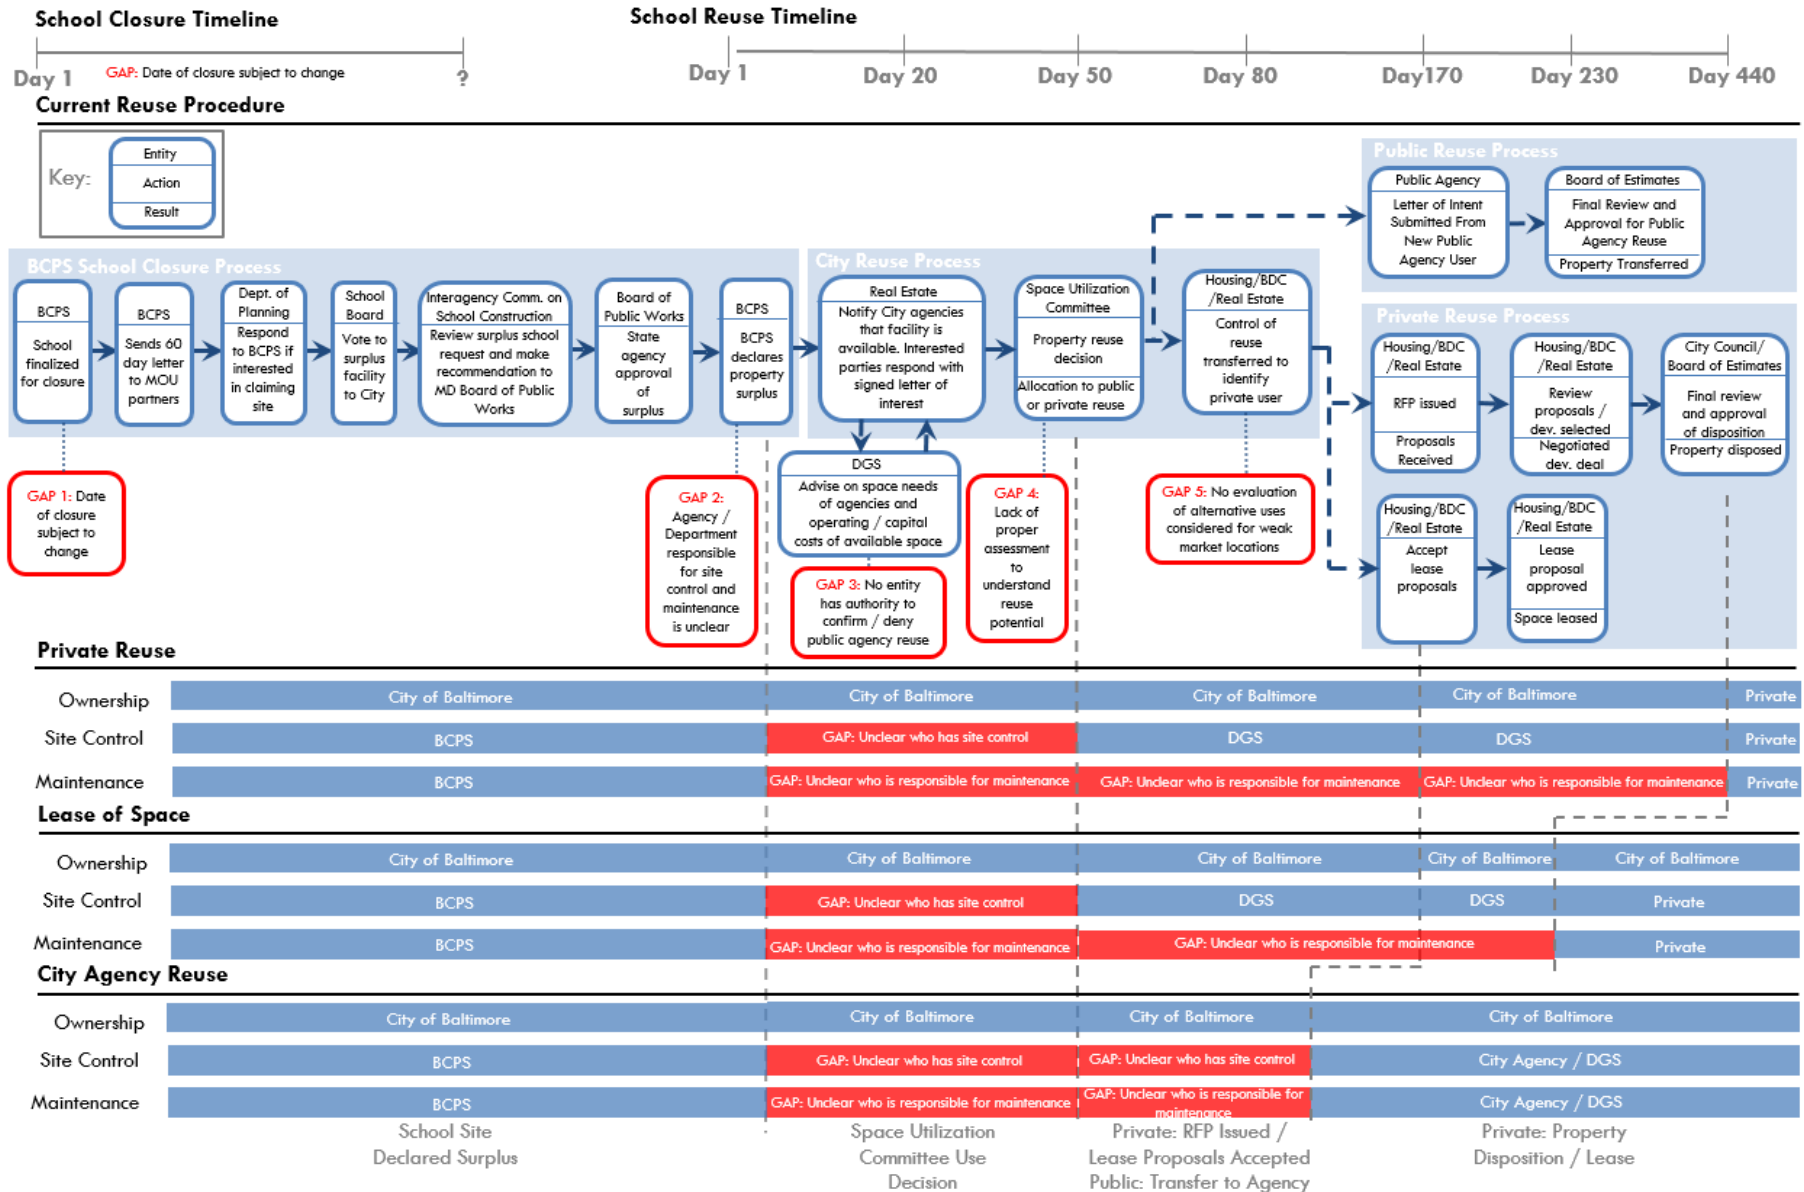 School Closure Timeline
School Reuse Timeline
Day 1
GAP: Date of closure subject to change
?
Day 1
Day 20
Day 50
Day 80
Day170
Day 230
Day 440
Current Reuse Procedure
Key:
Entity
Action
Result
BCPS School Closure Process
BCPS
School
finalized
for closure
BCPS
Sends 60
day letter
to MOU
partners
Dept. of
Planning
Respond
to BCPS if
interested
in claiming
site
School
Board
Vote to
surplus
facility
to City
Interagency Comm. on
School Construction
Review surplus school
request and make
recommendation to
MD Board of Public
Works
Board of
Public Works
State
agency
approval
of
surplus
BCPS
BCPS
declares
property
surplus
City Reuse Process
Real Estate
Notify City agencies
that facility is
available. Interested
parties respond with
signed letter of
interest
Space Utilization
Committee
Property reuse
decision
Allocation to public
or private reuse
Housing/BDC
/Real Estate
Control of
reuse
transferred to
identify
private user
DGS
Advise on space needs
of agencies and
operating / capital
costs of available space
Public Reuse Process
Public Agency
Letter of Intent
Submitted From
New Public
Agency User
Board of Estimates
Final Review and
Approval for Public
Agency Reuse
Property Transferred
Private Reuse Process
Housing/BDC
/Real Estate
RFP issued
Proposals
Received
Housing/BDC
/Real Estate
Review
proposals /
dev. selected
Negotiated
dev. deal
City Council/
Board of Estimates
Final review
and approval
of disposition
Property disposed
Housing/BDC
/Real Estate
Accept
lease
proposals
Housing/BDC
/Real Estate
Lease
proposal
approved
Space leased
GAP 1: Date
of closure
subject to
change
GAP 2:
Agency /
Department
responsible
for site
control and
maintenance
is unclear
GAP 3: No entity
has authority to
confirm / deny
public agency reuse
GAP 4:
Lack of
proper
assessment
to
understand
reuse
potential
GAP 5: No evaluation
of alternative uses
considered for weak
market locations
Private Reuse
Ownership
City of Baltimore
City of Baltimore
City of Baltimore
City of Baltimore
Private
Site Control
BCPS
GAP: Unclear who has site control
DGS
DGS
Private
Maintenance
BCPS
GAP: Unclear who is responsible for maintenance
GAP: Unclear who is responsible for maintenance
GAP: Unclear who is responsible for maintenance
Private
Lease of Space
Ownership
City of Baltimore
City of Baltimore
City of Baltimore
City of Baltimore
City of Baltimore
Site Control
BCPS
GAP: Unclear who has site control
DGS
DGS
Private
Maintenance
BCPS
GAP: Unclear who is responsible for maintenance
GAP: Unclear who is responsible for maintenance
Private
City Agency Reuse
Ownership
City of Baltimore
City of Baltimore
City of Baltimore
City of Baltimore
Site Control
BCPS
GAP: Unclear who has site control
GAP: Unclear who has site control
City Agency / DGS
Maintenance
BCPS
GAP: Unclear who is responsible for maintenance
GAP: Unclear who is responsible for
maintenance
City Agency / DGS
School Site
Declared Surplus
Space Utilization
Committee Use
Decision
Private: RFP Issued /
Lease Proposals Accepted
Public: Transfer to Agency
Private: Property
Disposition / Lease